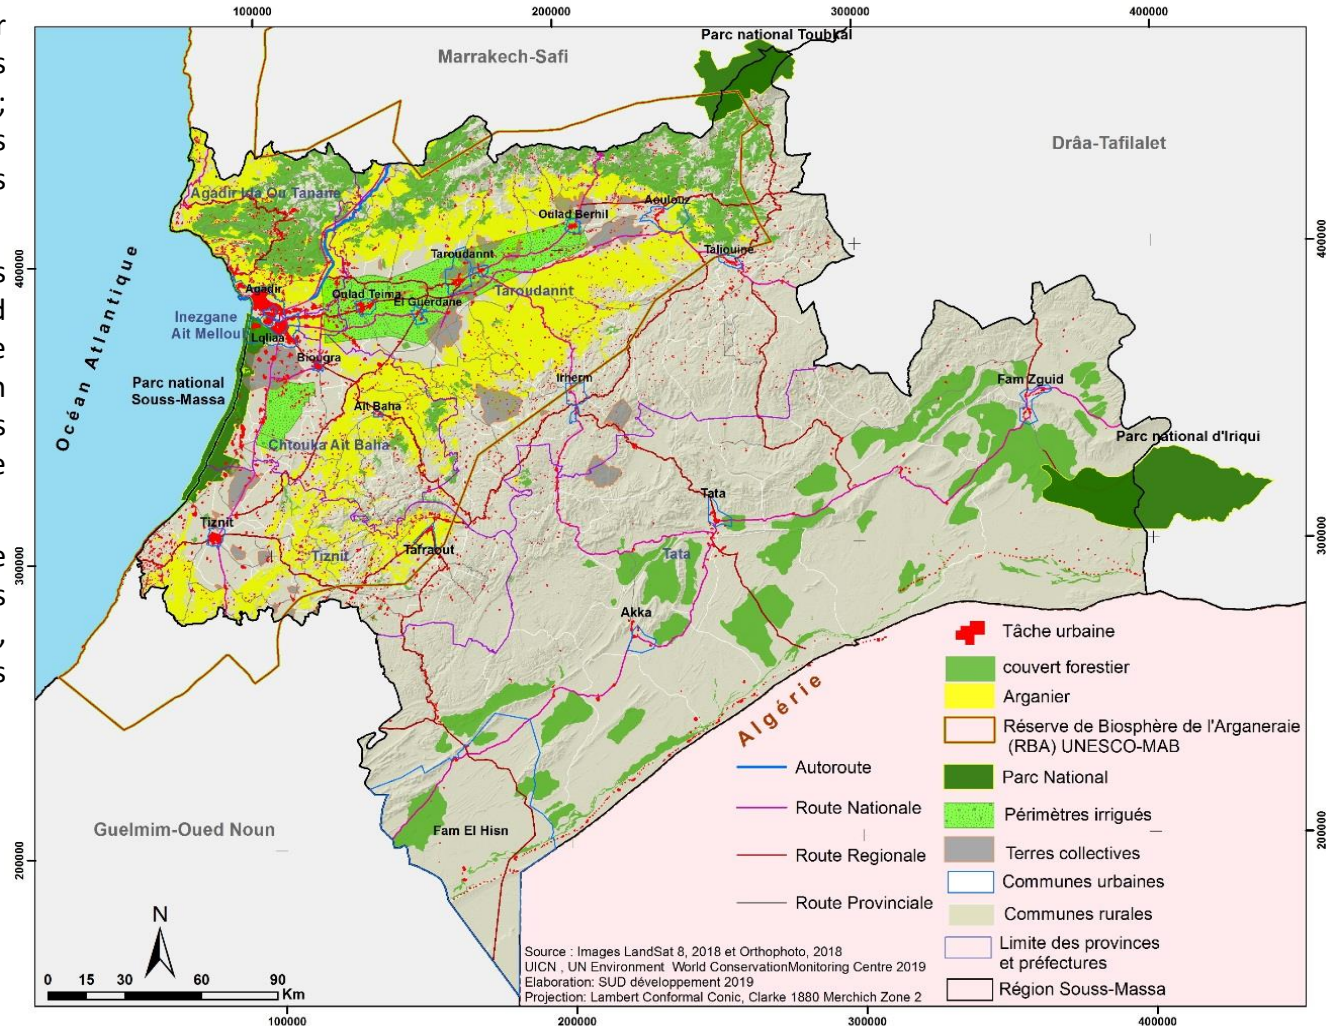 r
s
s
s
s
d
e
n
s
e
e
s
s
100000
200000
300000
400000
Parc national Toubkal
Marrakech-Safi
Drâa-Tafilalet
Agadir Ida Ou Tanane
Oulad Berhil
Aoulouz
400000
400000
Taliouine
Taroudannt
Océan Atlantique
Agadir
Oulad Teima
El Guerdane
Taroudannt
Inezgane
Ait Melloul
Lqliaa
Biougra
Parc national
Souss-Massa
Irherm
Fam Zguid
Ait Baha
Chtouka Ait Baha
Parc national d'Iriqui
Tata
Tiznit
Tiznit
Tafraout
Tata
300000
300000
Akka
Algérie
Fam El Hisn
Guelmim-Oued Noun
200000
200000
Tâche urbaine
couvert forestier
Arganier
Réserve de Biosphère de l'Arganeraie
(RBA) UNESCO-MAB
Parc National
Périmètres irrigués
Terres collectives
Communes urbaines
Communes rurales
Limite des provinces
et préfectures
Région Souss-Massa
Autoroute
Route Nationale
Route Regionale
Route Provinciale
N
0 15 30 60 90
Km
Source : Images LandSat 8, 2018 et Orthophoto, 2018
UICN , UN Environment World ConservationMonitoring Centre 2019
Elaboration: SUD développement 2019
Projection: Lambert Conformal Conic, Clarke 1880 Merchich Zone 2
100000
200000
300000
400000